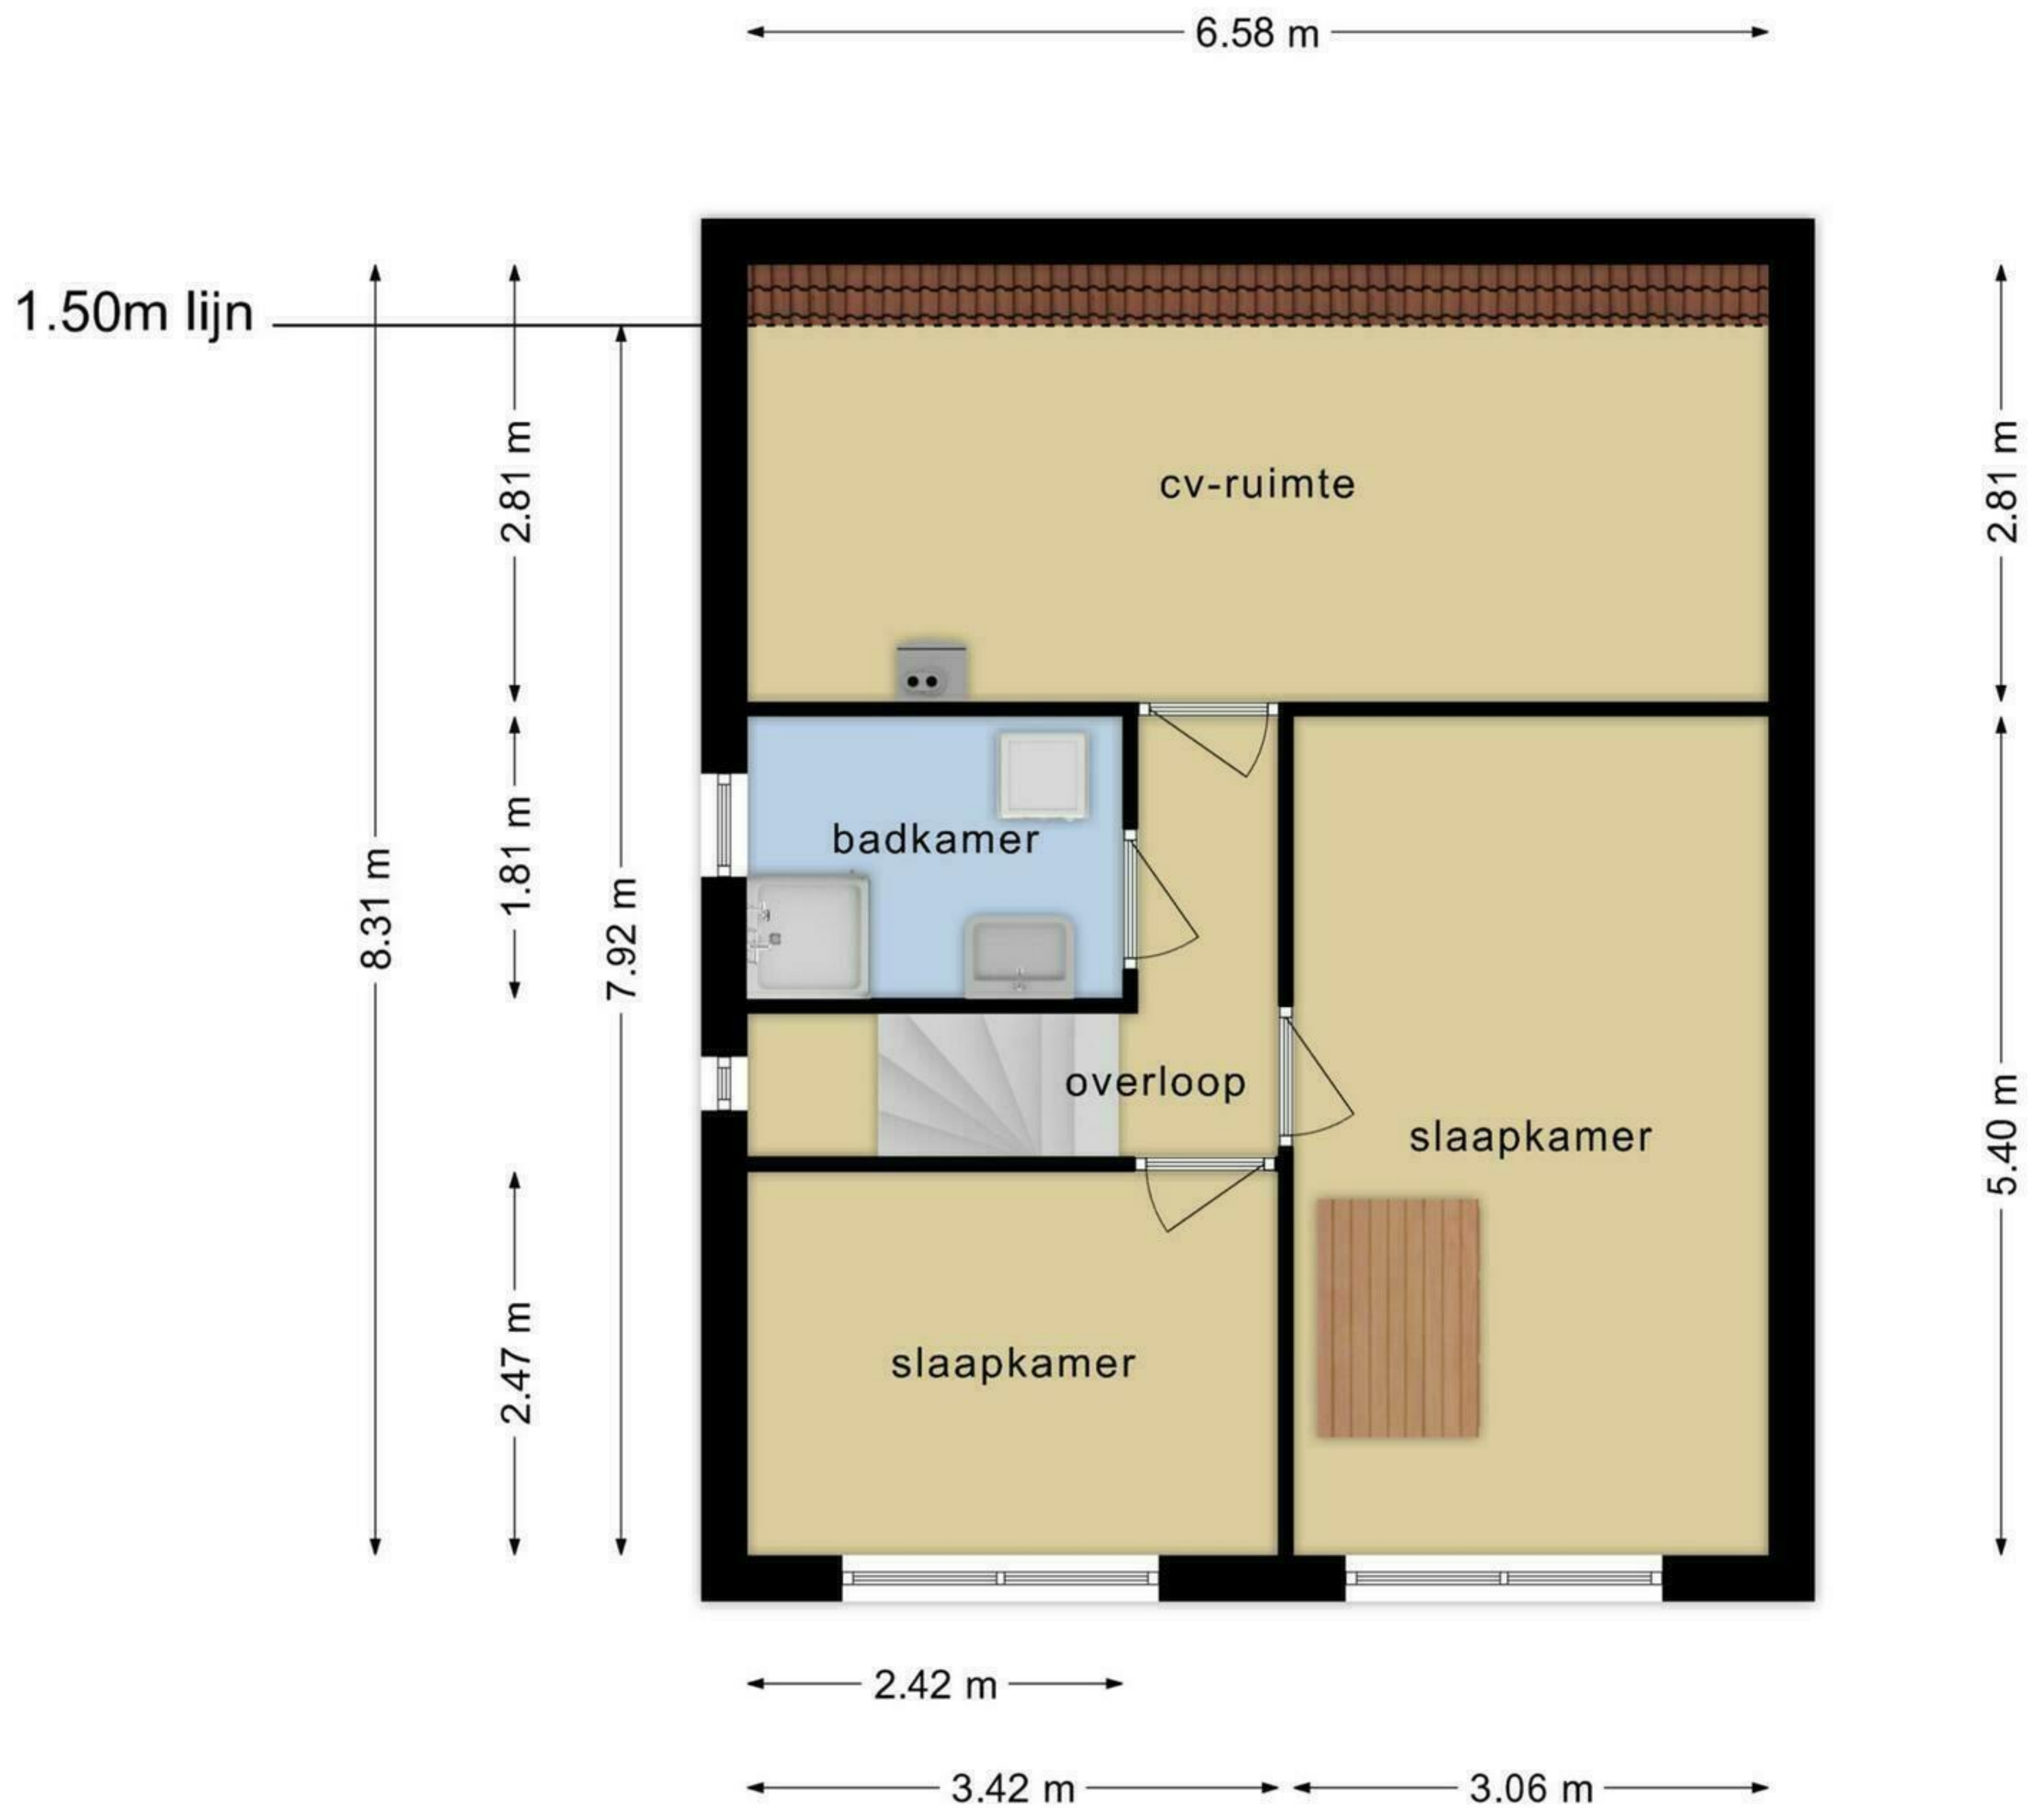 6.58 m
1.50m lijn
2.81 m
2.81 m
cv-ruimte
badkamer
1.81 m
8.31 m
7.92 m
overloop
slaapkamer
5.40 m
slaapkamer
2.47 m
2.42 m
3.42 m
3.06 m